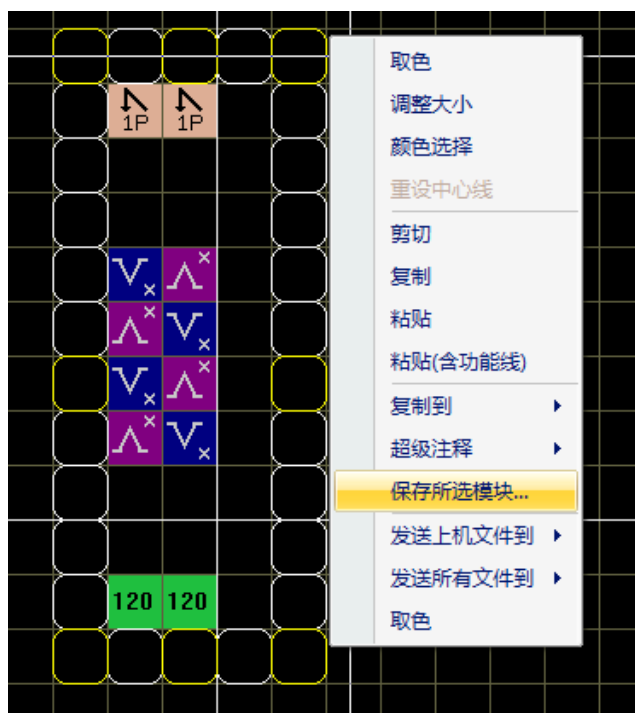 取色
调整大小
1P 1P
颜色选择
重设中心线
剪切
复制
粘贴
粘贴(含功能线)
复制到
超级注释
保存所选模块...
发送上机文件到
发送所有文件到
120 120
取色